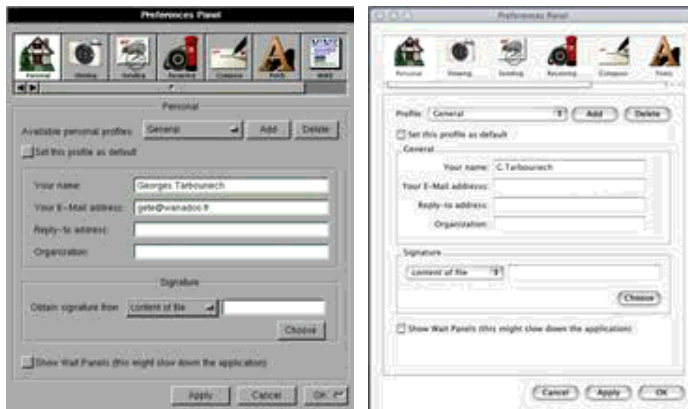 Preferences Panel
Personal Viewing Sending Receiving Compose Fonts
Personal
Available personal profiles: General Add Delete
Set this profile as default
Your name: Georges Tarbouriech
Your E-Mail address: gete@wanadoo.fr
Reply-to address:
Organization:
Signature
Obtain signature from content of file
Choose
Show Wait Panels (this might slow down the application)
Apply Cancel OK
Preferences Panel
Personal Viewing Sending Receiving Compose Fonts
Profile: General Add Delete
Set this profile as default
General
Your name: G.Tarbouriech
Your E-Mail address:
Reply-to address:
Organization:
Signature
content of file
Choose
Show Wait Panels (this might slow down the application)
Cancel Apply OK